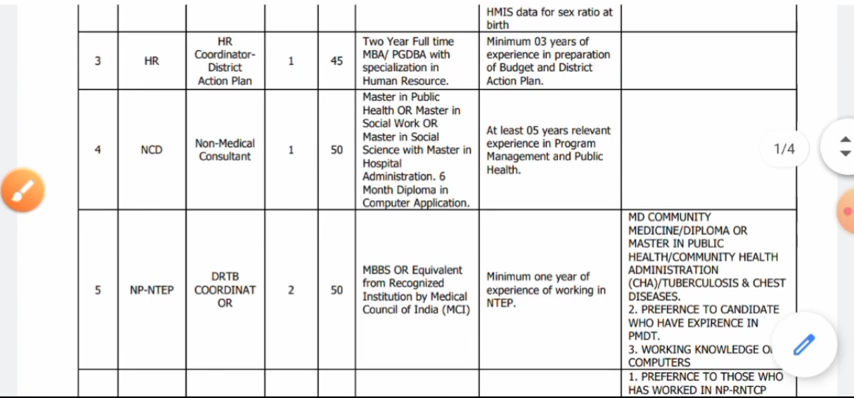 HMIS data for sex ratio at
birth
3
HR
HR
Coordinator-
District
Action Plan
1
45
Two Year Full time
MBA/ PGDBA with
specialization in
Human Resource.
Minimum 03 years of
experience in preparation
of Budget and District
Action Plan.
4
NCD
Non-Medical
Consultant
1
50
Master in Public
Health OR Master in
Social Work OR
Master in Social
Science with Master in
Hospital
Administration. 6
Month Diploma in
Computer Application.
At least 05 years relevant
experience in Program
Management and Public
Health.
1/4
5
NP-NTEP
DRTB
COORDINAT
OR
2
50
MBBS OR Equivalent
from Recognized
Institution by Medical
Council of India (MCI)
Minimum one year of
experience of working in
NTEP.
MD COMMUNITY
MEDICINE/DIPLOMA OR
MASTER IN PUBLIC
HEALTH/COMMUNITY HEALTH
ADMINISTRATION
(CHA)/TUBERCULOSIS & CHEST
DISEASES.
2. PREFERNCE TO CANDIDATE
WHO HAVE EXPIRENCE IN
PMDT.
3. WORKING KNOWLEDGE
COMPUTERS
1. PREFERNCE TO THOSE WHO
HAS WORKED IN NP-RNTCP